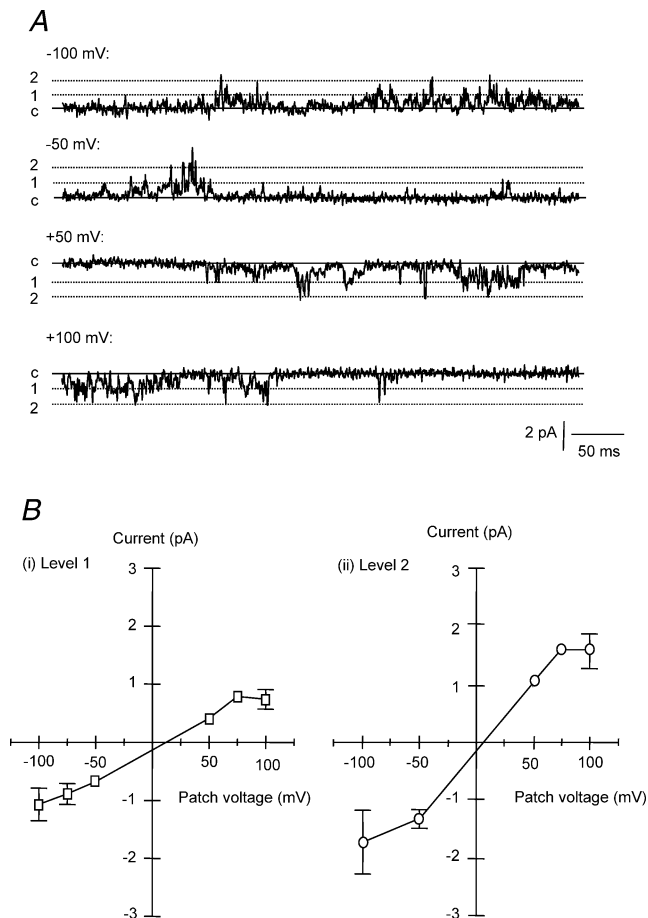 A
-100 mV:
2
1
c
-50 mV:
2
1
c
+50 mV:
c
1
2
+100 mV:
c
1
2
2 pA
50 ms
B
Current (pA)
(i) Level 1
3
2
1
-100
-50
50
100
Patch voltage (mV)
-1
-2
-3
Current (pA)
(ii) Level 2
3
2
1
-100
-50
50
100
Patch voltage (mV)
-1
-2
-3